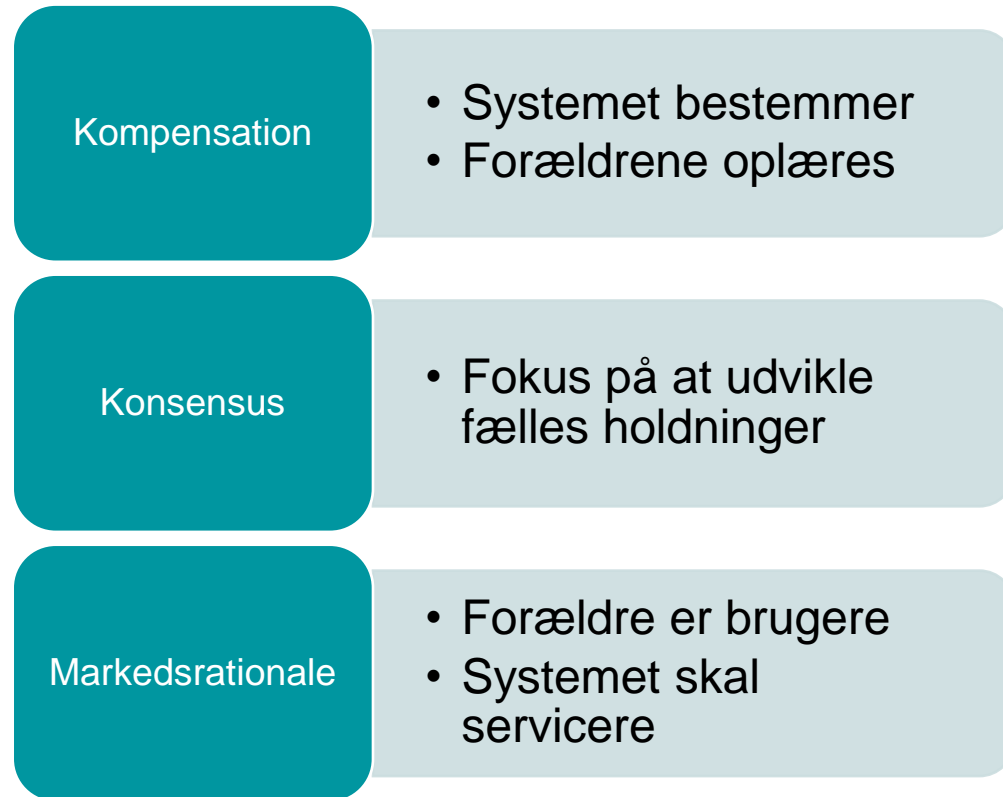 Kompensation
• Systemet bestemmer
• Forældrene oplæres
Konsensus
• Fokus på at udvikle
fælles holdninger
Markedsrationale
• Forældre er brugere
• Systemet skal
servicere